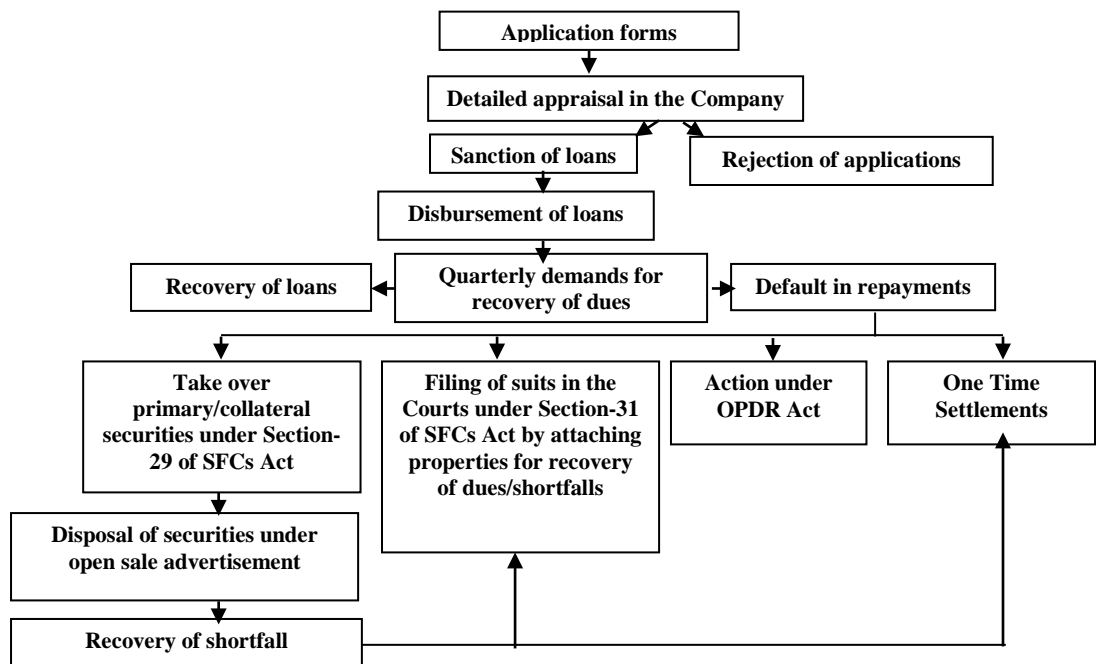 Application forms
Detailed appraisal in the Company
Sanction of loans
Rejection of applications
Disbursement of loans
Recovery of loans
Quarterly demands for
recovery of dues
Default in repayments
Take over
primary/collateral
securities under Section-
29 of SFCs Act
Filing of suits in the
Courts under Section-31
of SFCs Act by attaching
properties for recovery
of dues/shortfalls
Action under
OPDR Act
One Time
Settlements
Disposal of securities under
open sale advertisement
Recovery of shortfall